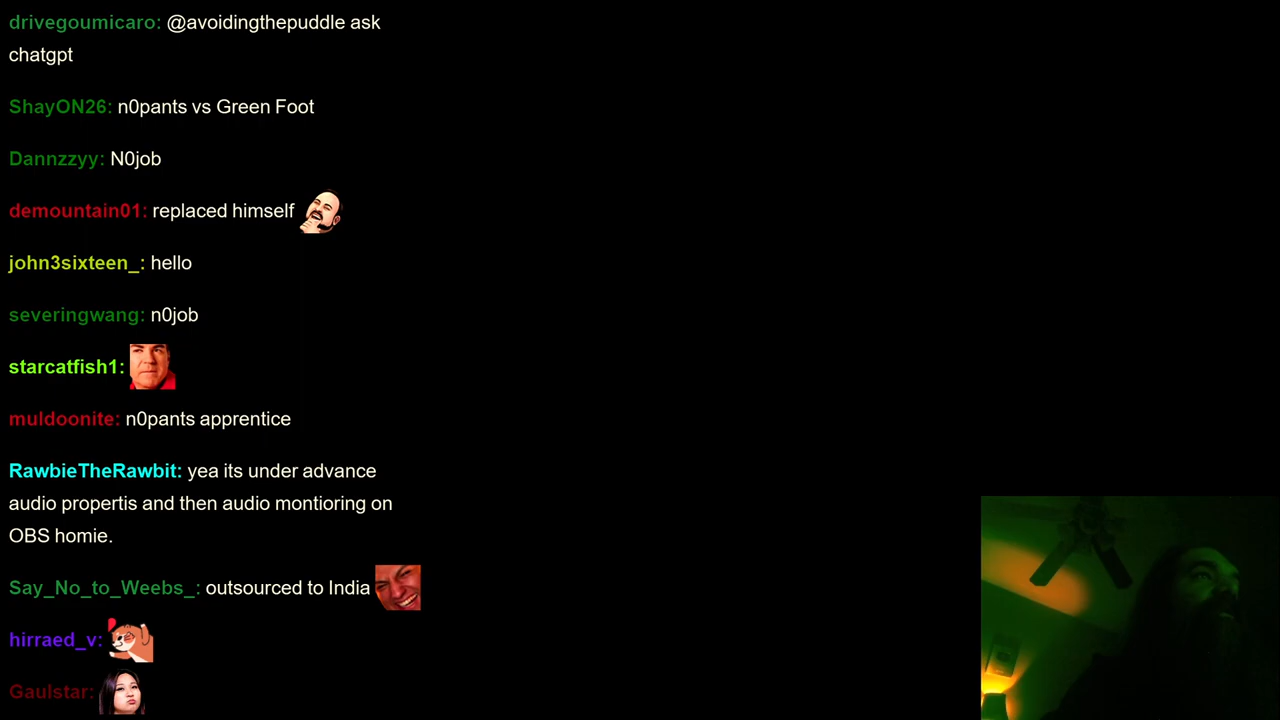 drivegoumicaro: @avoidingthepuddle ask
chatgpt
ShayON26: n0pants vs Green Foot
Dannzzyy: N0job
demountain01: replaced himself
john3sixteen_: hello
severingwang: n0job
starcatfish1:
muldoonite: n0pants apprentice
RawbieTheRawbit: yea its under advance
audio propertis and then audio montioring on
OBS homie.
Say_No_to_Weebs_: outsourced to India
hirraed_v:
Gaulstar: